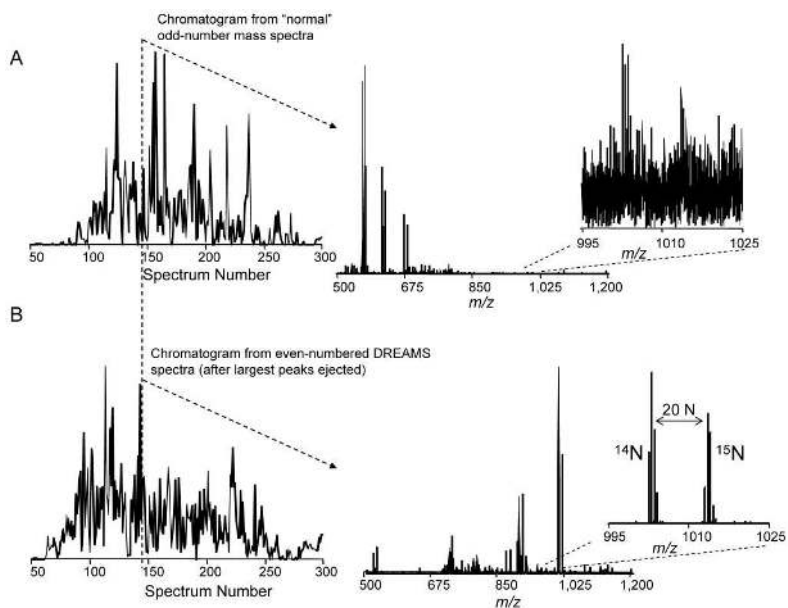 Chromatogram from "normal"
odd-number mass spectra
A
50 100 150 200 250 300
Spectrum Number
500 675 850 1,025 1,200
m/z
995 1010 1025
m/z
B
Chromatogram from even-numbered DREAMS
spectra (after largest peaks ejected)
50 100 150 200 250 300
Spectrum Number
500 675 850 1,025 1,200
m/z
20 N
¹⁴N ¹⁵N
995 1010 1025
m/z